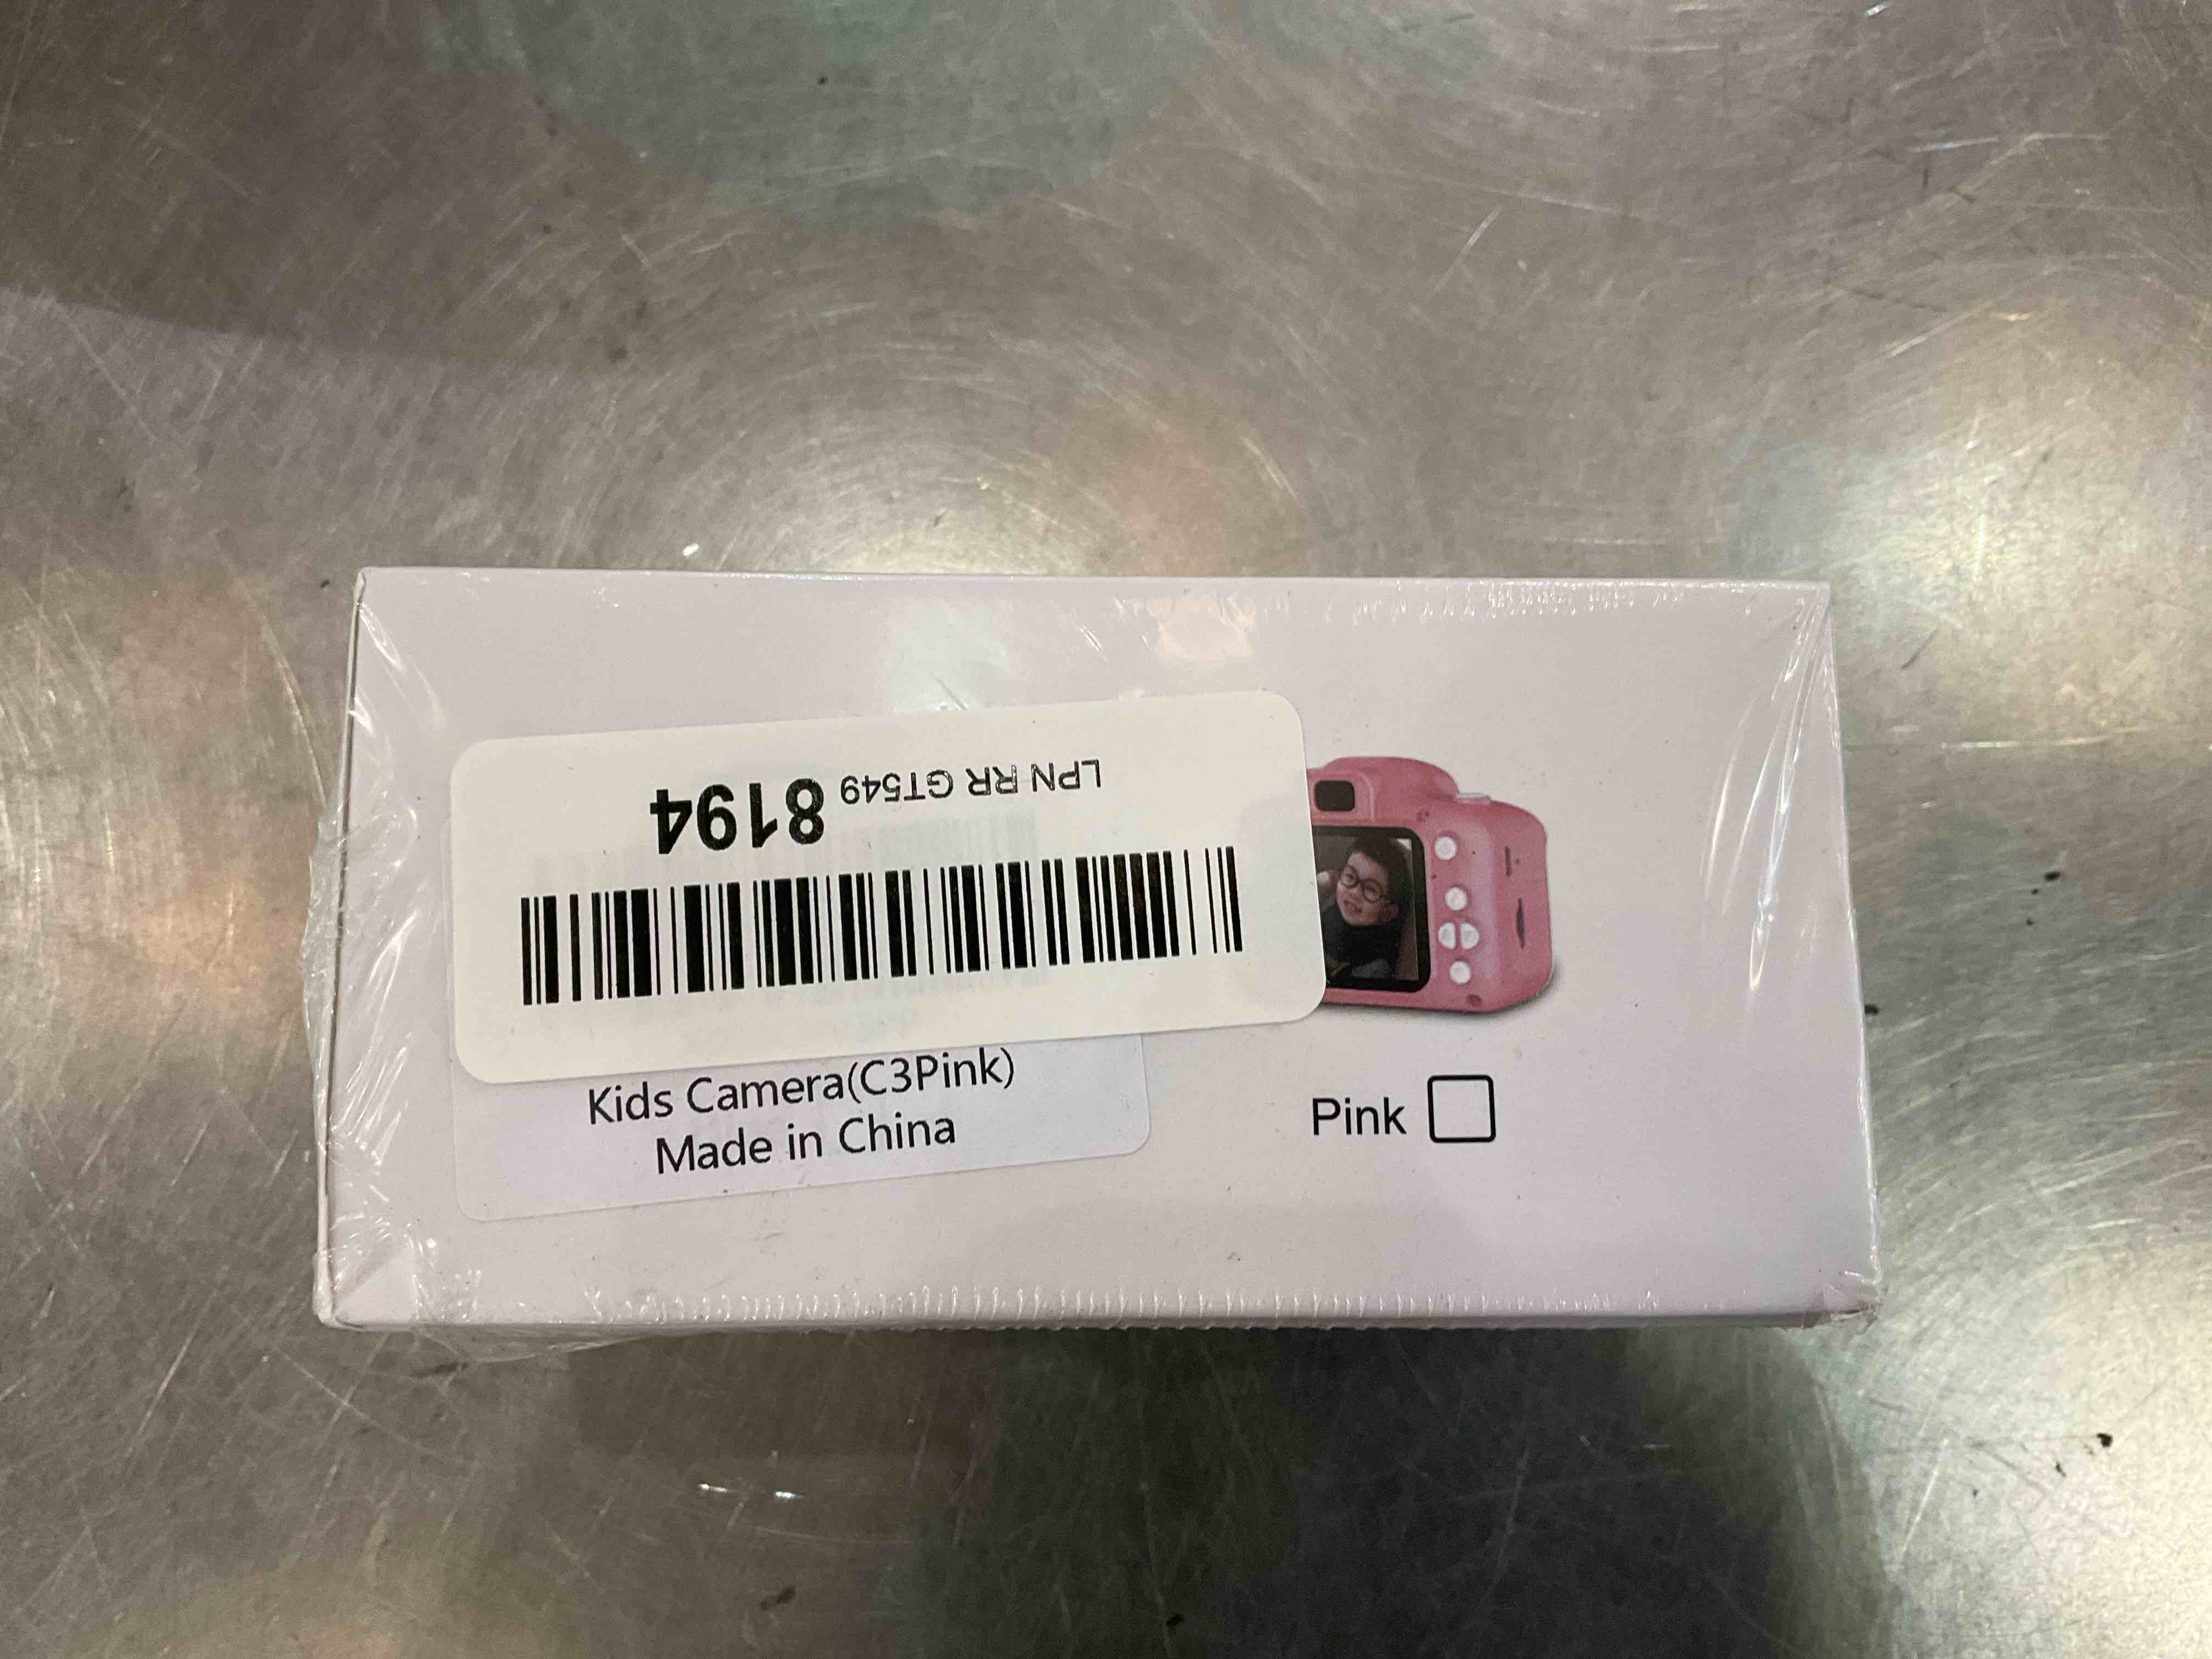 LPN RR GT549 8194
Kids Camera(C3Pink)
Made in China
Pink